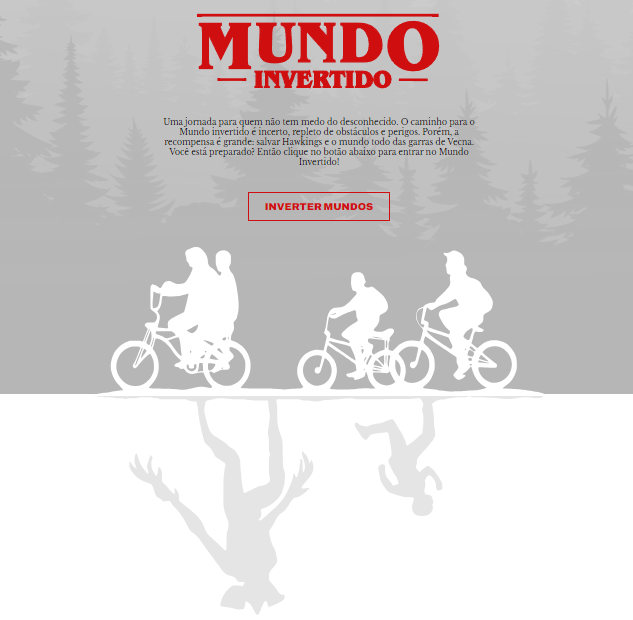 MUNDO
INVERTIDO
Uma jornada para quem não tem medo do desconhecido. O caminho para o
Mundo invertido é incerto, repleto de obstáculos e perigos. Porém, a
recompensa é grande: salvar Hawkings e o mundo todo das garras de Vecna.
Você está preparado? Então clique no botão abaixo para entrar no Mundo
Invertido!
INVERTER MUNDOS